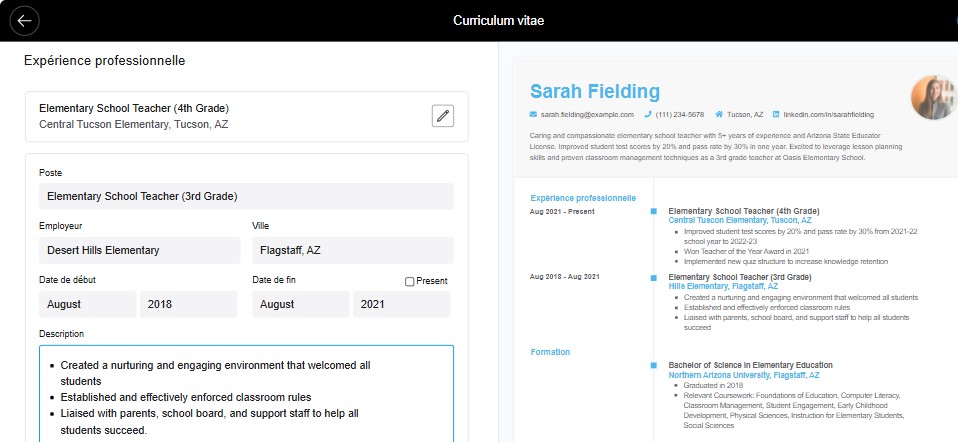 Curriculum vitae
Expérience professionnelle
Elementary School Teacher (4th Grade)
Central Tucson Elementary, Tucson, AZ
Poste
Elementary School Teacher (3rd Grade)
Employeur
Ville
Desert Hills Elementary
Flagstaff, AZ
Date de début
Date de fin
Present
August
2018
August
2021
Description
• Created a nurturing and engaging environment that welcomed all
students
• Established and effectively enforced classroom rules
• Liaised with parents, school board, and support staff to help all
students succeed.
Sarah Fielding
sarah.fielding@example.com (111) 234-5678 Tucson, AZ linkedin.com/in/sarahfielding
Caring and compassionate elementary school teacher with 5+ years of experience and Arizona State Educator
License. Improved student test scores by 20% and pass rate by 30% in one year. Excited to leverage lesson planning
skills and proven classroom management techniques as a 3rd grade teacher at Oasis Elementary School.
Expérience professionnelle
Aug 2021 - Present
Elementary School Teacher (4th Grade)
Central Tuscon Elementary, Tuscon, AZ
• Improved student test scores by 20% and pass rate by 30% from 2021-22
school year to 2022-23
• Won Teacher of the Year Award in 2021
• Implemented new quiz structure to increase knowledge retention
Aug 2018 - Aug 2021
Elementary School Teacher (3rd Grade)
Hills Elementary, Flagstaff, AZ
• Created a nurturing and engaging environment that welcomed all students
• Established and effectively enforced classroom rules
• Liaised with parents, school board, and support staff to help all students
succeed
Formation
Bachelor of Science in Elementary Education
Northern Arizona University, Flagstaff, AZ
• Graduated in 2018
• Relevant Coursework: Foundations of Education, Computer Literacy,
Classroom Management, Student Engagement, Early Childhood
Development, Physical Sciences, Instruction for Elementary Students,
Social Sciences